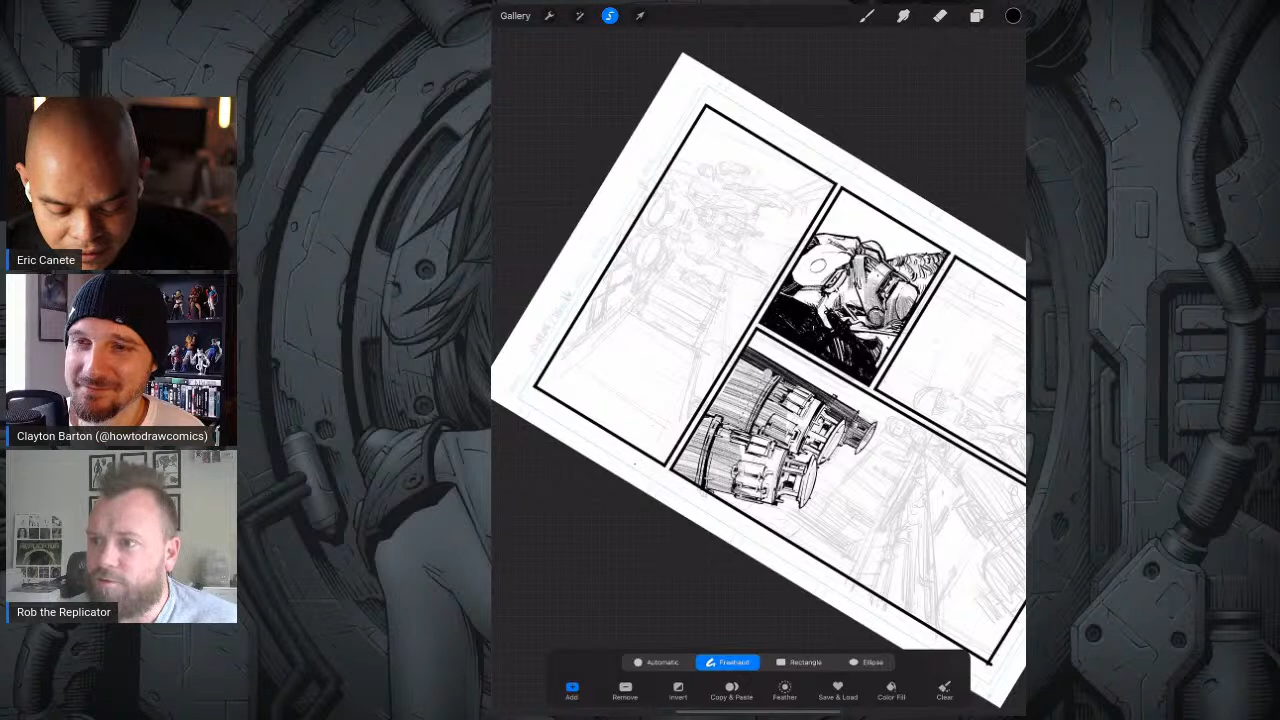 Gallery
Eric Canete
Clayton Barton (@howtodrawcomics)
Rob the Replicator
Automatic
Freehand
Rectangle
Ellipse
Add
Remove
Invert
Copy & Paste
Feather
Save & Load
Color Fill
Clear